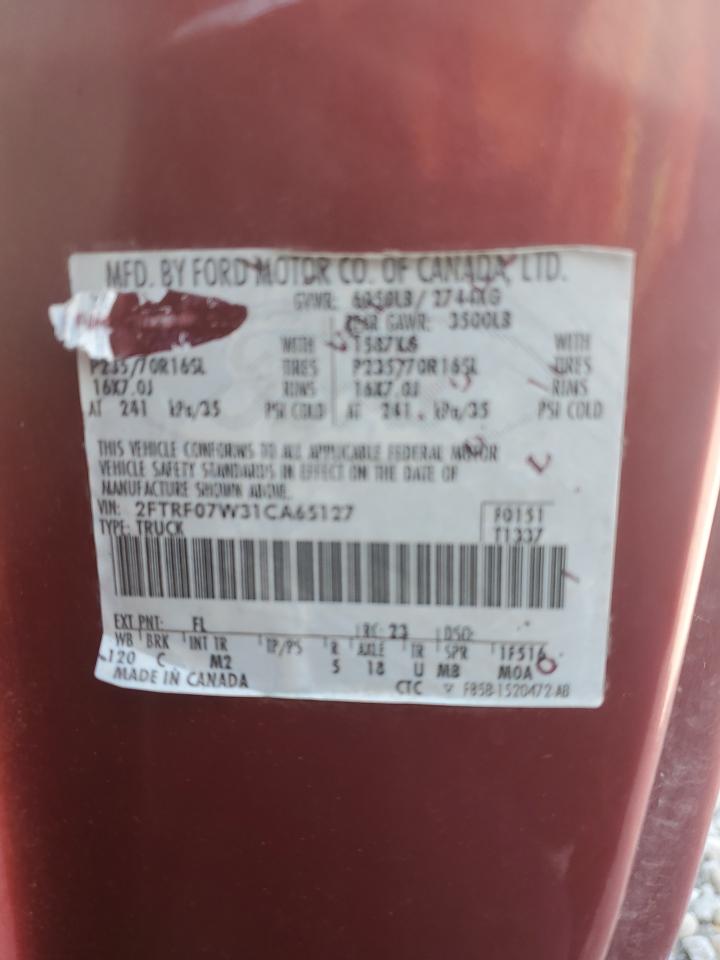 MFD. BY FORD MOTOR CO. OF CANADA, LTD.
GVWR: 6050LB/ 2744KG
REAR GAWR: 3500LB
WITH 1587KG WITH
P235/70R16SL TIRES P235/70R16SL TIRES
16X7.0J RIMS 16X7.0J RIMS
AT 241 kPa/35 PSI COLD AT 241 kPa/35 PSI COLD
THIS VEHICLE CONFORMS TO ALL APPLICABLE FEDERAL MOTOR
VEHICLE SAFETY STANDARDS IN EFFECT ON THE DATE OF
MANUFACTURE SHOWN ABOVE.
VIN: 2FTRF07W31CA65127 F0151
TYPE: TRUCK T1337
EXT PNT: FL RC: 23 DSO:
WB BRK INT TR TP/PS R AXLE TR SPR 1F516
120 C M2 5 18 U MB MOA
MADE IN CANADA
CTC F85B-1520472-AB